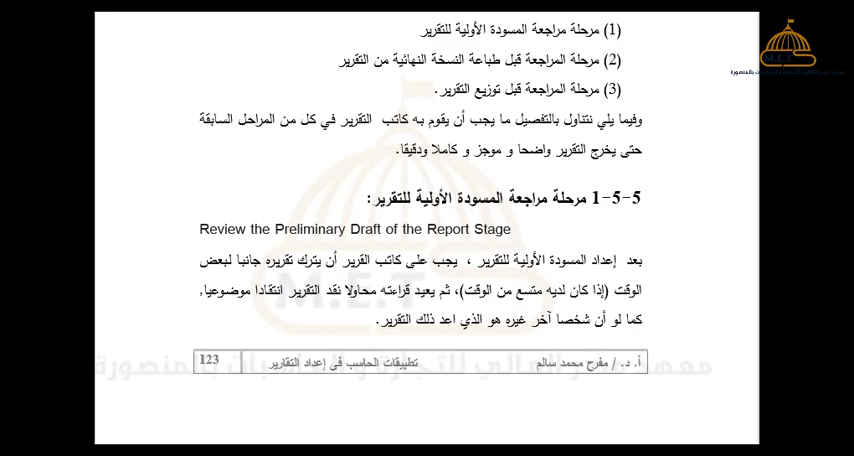 (1) مرحلة مراجعة المسودة الأولية للتقرير
(2) مرحلة المراجعة قبل طباعة النسخة النهائية من التقرير
(3) مرحلة المراجعة قبل توزيع التقرير.
وفيما يلي نتناول بالتفصيل ما يجب أن يقوم به كاتب التقرير في كل من المراحل السابقة
حتى يخرج التقرير واضحا و موجز و كاملا ودقيقا.
5-5-1 مرحلة مراجعة المسودة الأولية للتقرير:
Review the Preliminary Draft of the Report Stage
بعد إعداد المسودة الأولية للتقرير ، يجب على كاتب القرير أن يترك تقريره جانبا لبعض
الوقت (إذا كان لديه متسع من الوقت)، ثم يعيد قراءته محاولا نقد التقرير انتقادا موضوعيا.
كما لو أن شخصا آخر غيره هو الذي اعد ذلك التقرير.
أ. د. / مفرح محمد سالم تطبيقات الحاسب فى إعداد التقارير 123
M.E.T
M.E.T